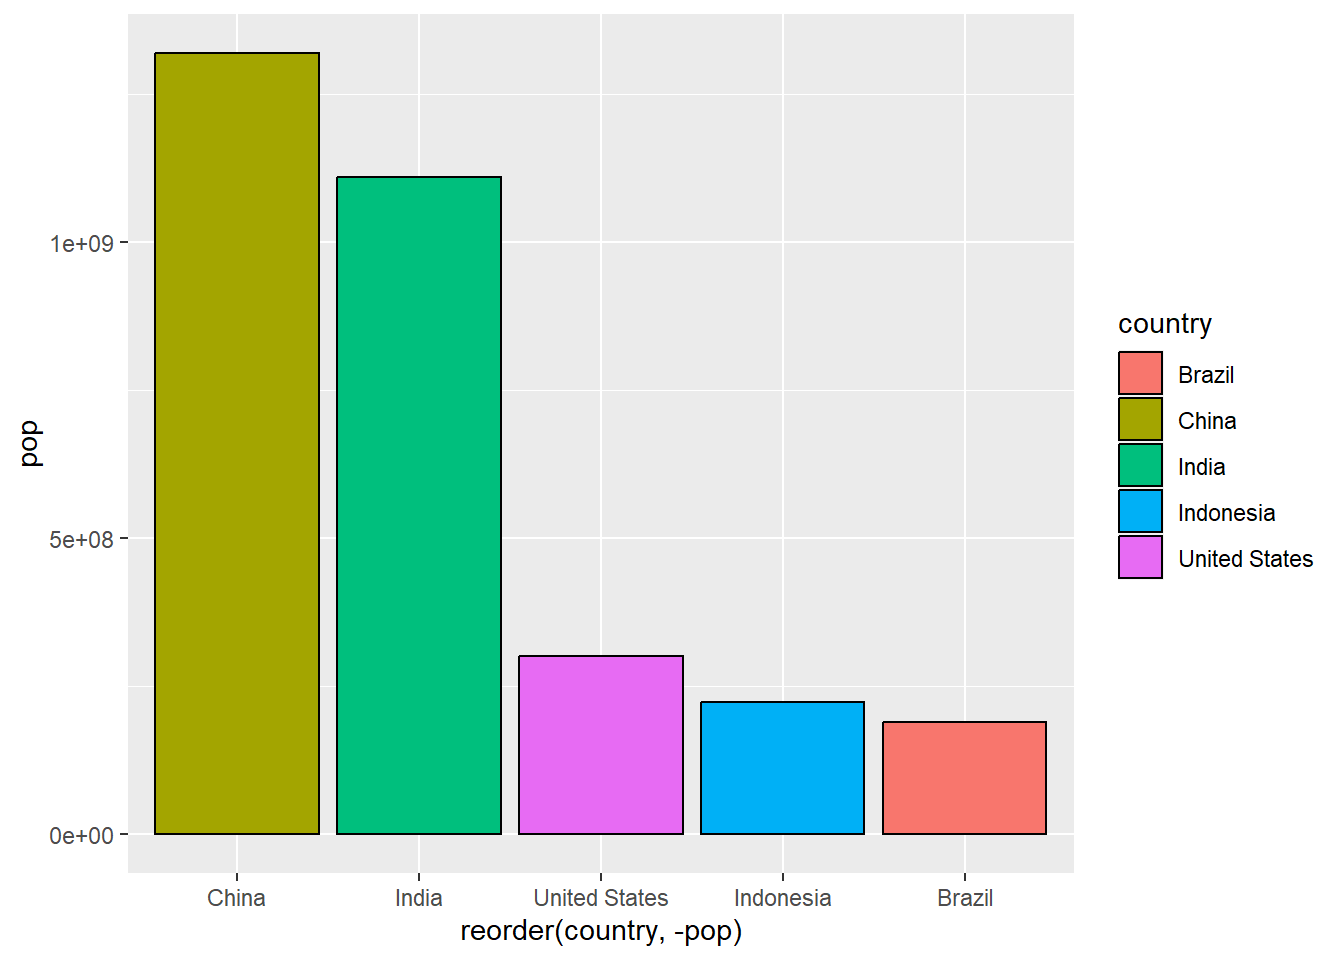 pop
1e+09
5e+08
0e+00
China India United States Indonesia Brazil
reorder(country, -pop)
country
Brazil
China
India
Indonesia
United States